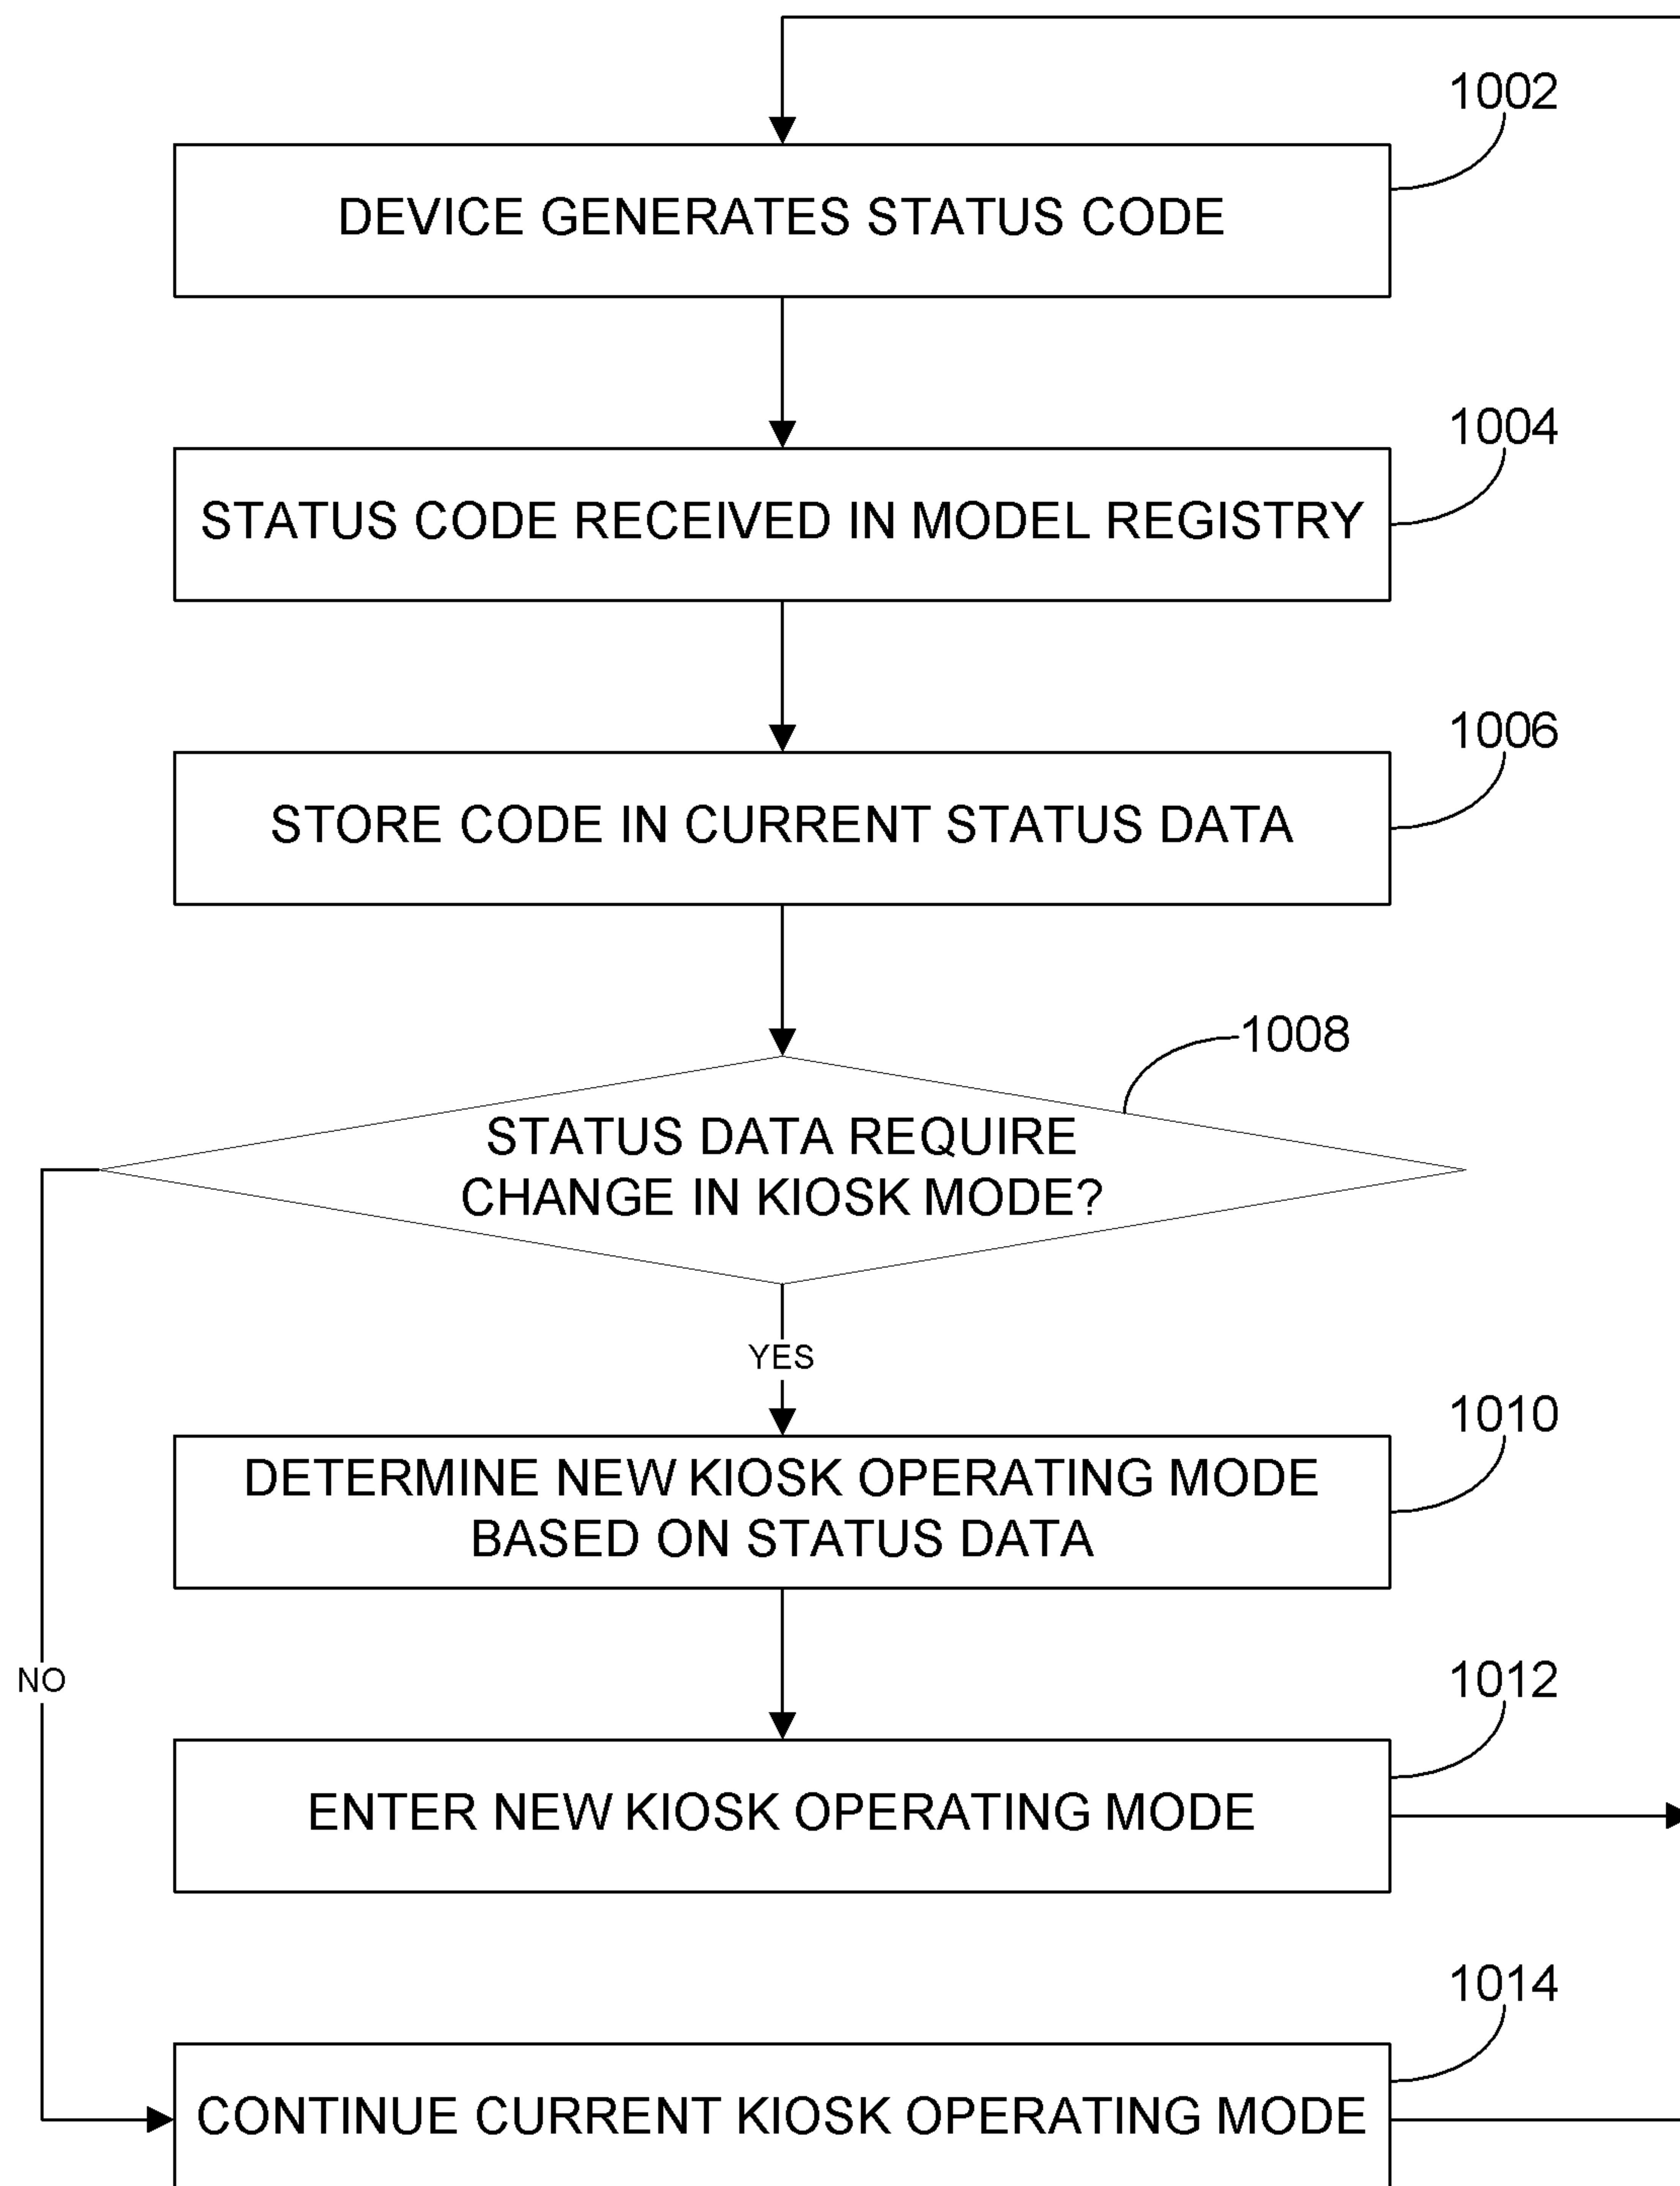 1002
DEVICE GENERATES STATUS CODE
1004
STATUS CODE RECEIVED IN MODEL REGISTRY
1006
STORE CODE IN CURRENT STATUS DATA
1008
STATUS DATA REQUIRE
CHANGE IN KIOSK MODE?
YES
1010
DETERMINE NEW KIOSK OPERATING MODE
BASED ON STATUS DATA
NO
1012
ENTER NEW KIOSK OPERATING MODE
1014
CONTINUE CURRENT KIOSK OPERATING MODE